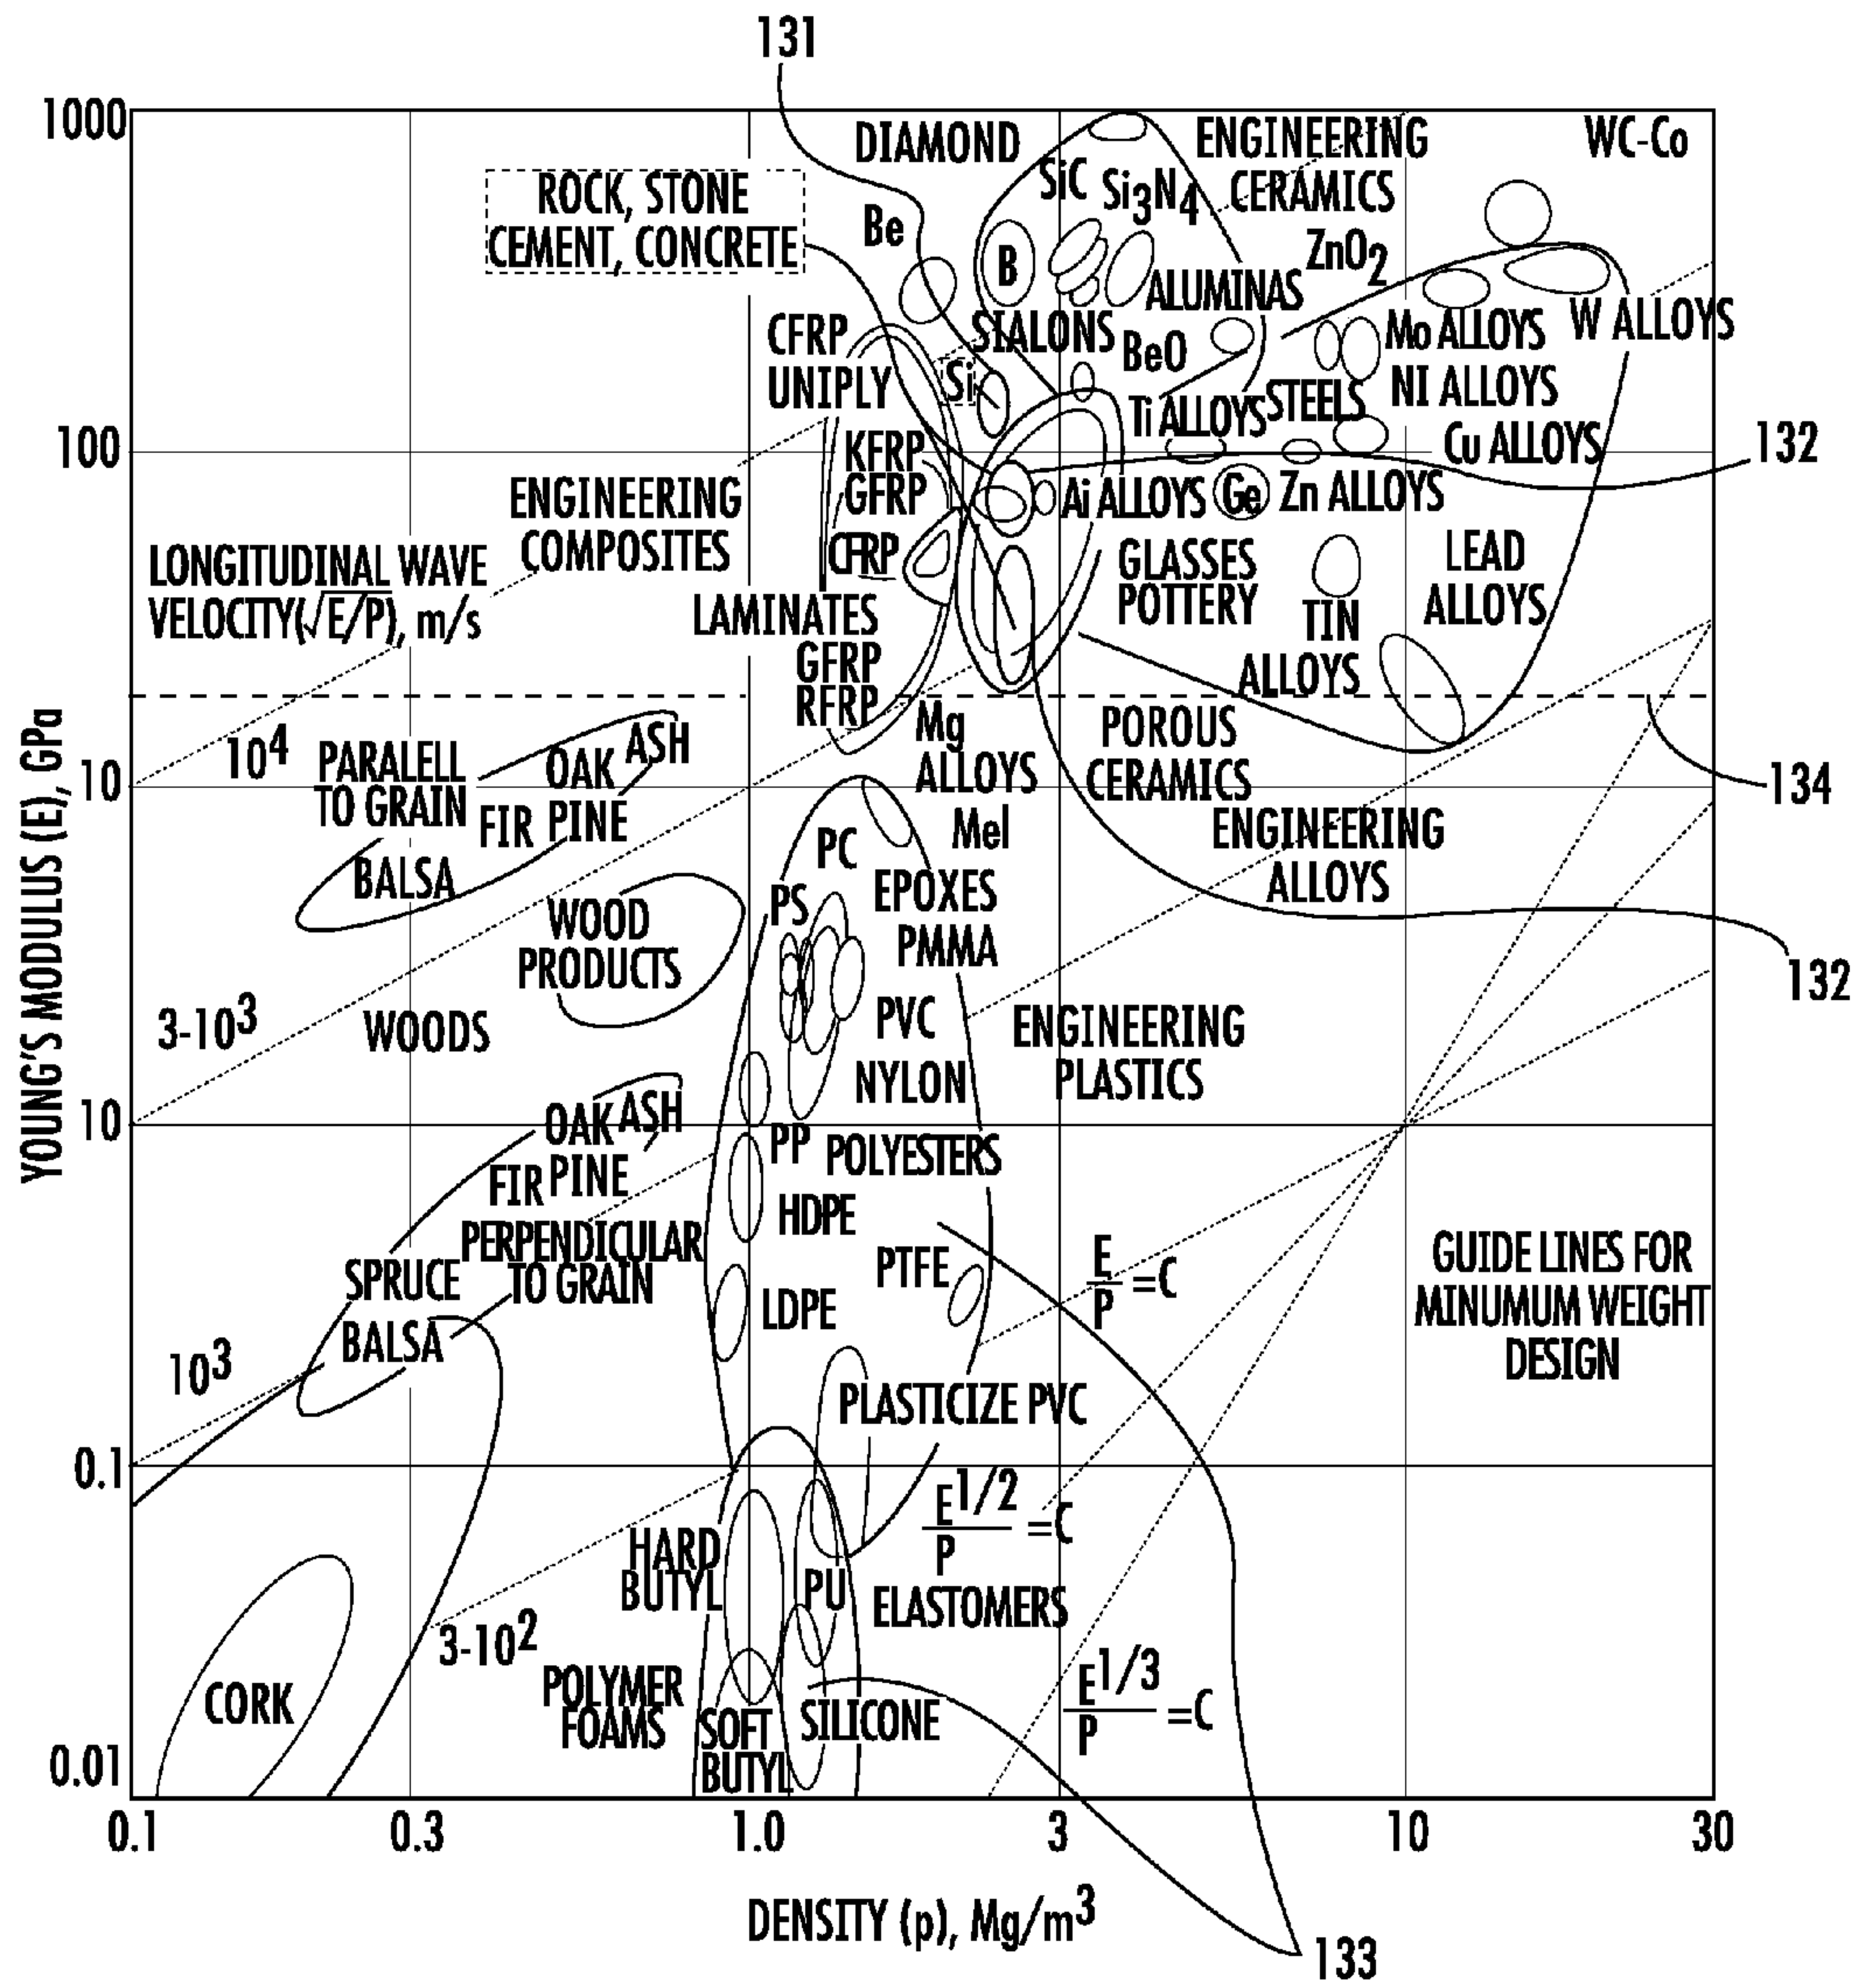 131
1000
DIAMOND
ENGINEERING
CERAMICS
WC-Co
ROCK, STONE
CEMENT, CONCRETE
SiC
Si3N4
Be
B
ZnO2
ALUMINAS
SIALONS
BeO
Mo ALLOYS
W ALLOYS
CFRP
UNIPLY
Si
Ti ALLOYS
STEELS
NI ALLOYS
Cu ALLOYS
132
100
KFRP
GFRP
Ai ALLOYS
Ge
Zn ALLOYS
ENGINEERING
COMPOSITES
CFRP
GLASSES
POTTERY
LEAD
ALLOYS
TIN
ALLOYS
LONGITUDINAL WAVE
VELOCITY(√E/P), m/s
LAMINATES
GFRP
RFRP
Mg
ALLOYS
POROUS
CERAMICS
134
10^4
10
PARALELL
TO GRAIN
OAK
ASH
FIR
PINE
BALSA
Mel
ENGINEERING
ALLOYS
PC
PS
EPOXES
PMMA
WOOD
PRODUCTS
132
3-10^3
WOODS
PVC
NYLON
ENGINEERING
PLASTICS
YOUNG'S MODULUS (E), GPa
10
OAK
ASH
FIR
PINE
PP
POLYESTERS
HDPE
PERPENDICULAR
TO GRAIN
SPRUCE
BALSA
LDPE
PTFE
E/P =C
GUIDE LINES FOR
MINUMUM WEIGHT
DESIGN
10^3
PLASTICIZE PVC
0.1
E^1/2/P =C
HARD
BUTYL
PU
ELASTOMERS
3-10^2
CORK
POLYMER
FOAMS
SOFT
BUTYL
SILICONE
E^1/3/P =C
0.01
0.1
0.3
1.0
3
10
30
DENSITY (p), Mg/m^3
133